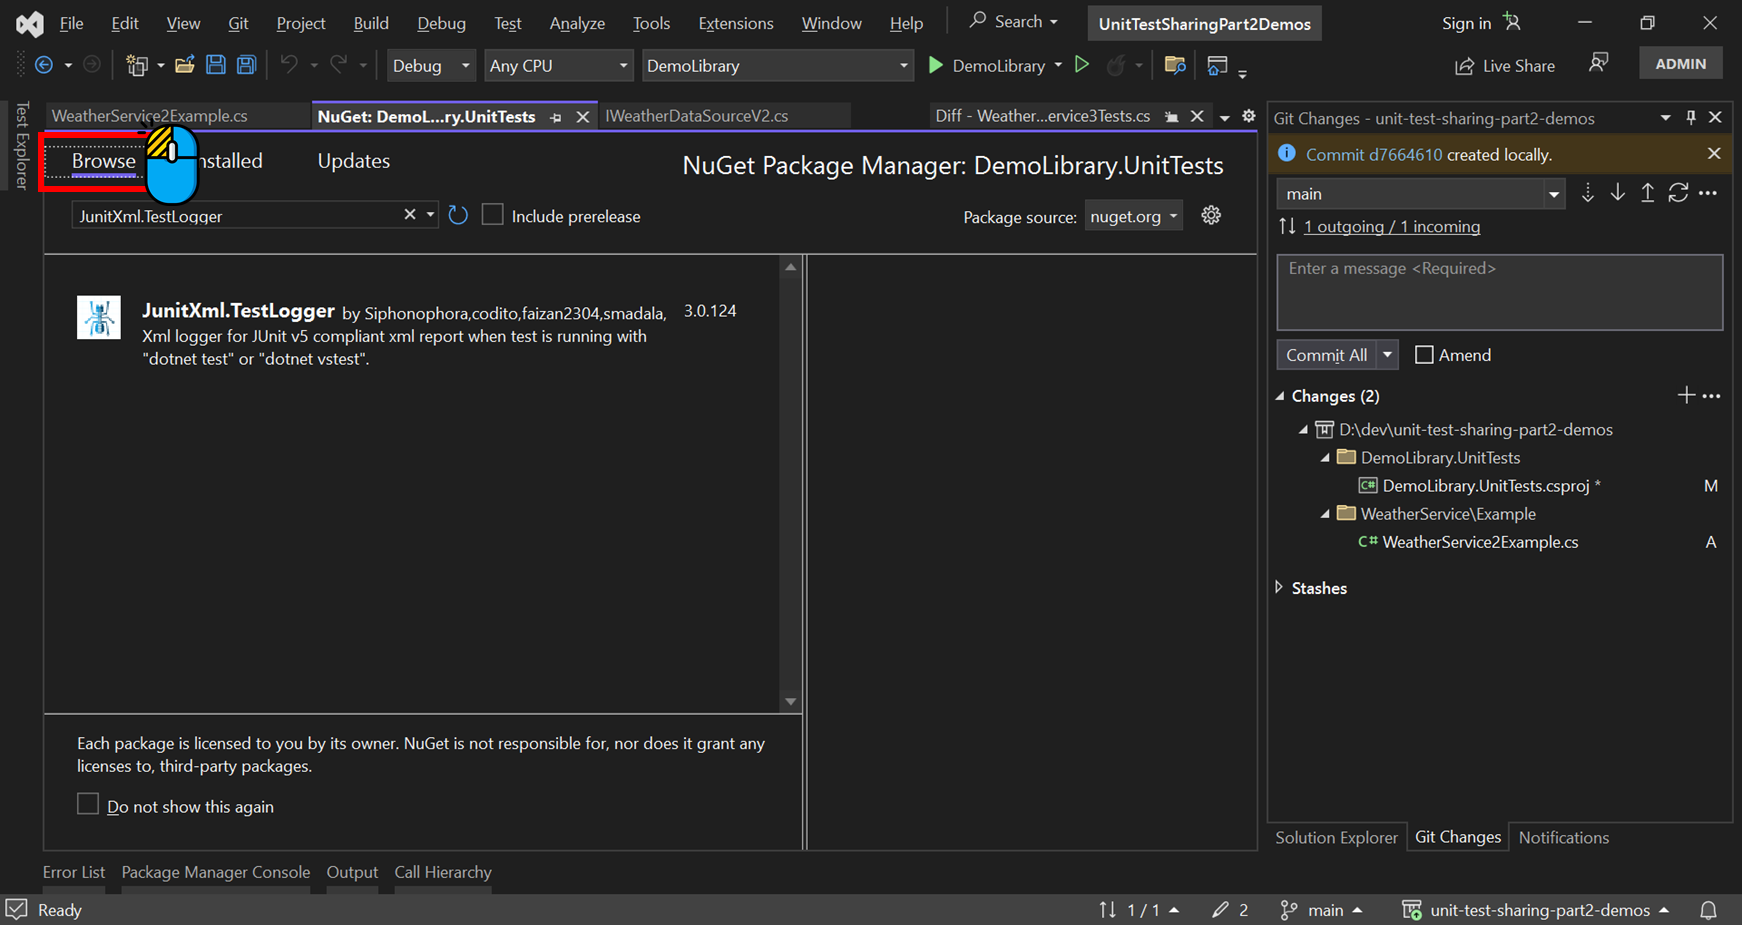 File Edit View Git Project Build Debug Test Analyze Tools Extensions Window Help Search UnitTestSharingPart2Demos Sign in
Debug Any CPU DemoLibrary DemoLibrary Live Share ADMIN
Test Explorer
WeatherService2Example.cs NuGet: DemoL...ry.UnitTests IWeatherDataSourceV2.cs Diff - Weather...ervice3Tests.cs
Browse nstalled Updates NuGet Package Manager: DemoLibrary.UnitTests
JunitXml.TestLogger Include prerelease Package source: nuget.org
JunitXml.TestLogger by Siphonophora,codito,faizan2304,smadala, 3.0.124
Xml logger for JUnit v5 compliant xml report when test is running with
"dotnet test" or "dotnet vstest".
Each package is licensed to you by its owner. NuGet is not responsible for, nor does it grant any
licenses to, third-party packages.
Do not show this again
Git Changes - unit-test-sharing-part2-demos
Commit d7664610 created locally.
main
1 outgoing / 1 incoming
Enter a message <Required>
Commit All Amend
Changes (2)
D:\dev\unit-test-sharing-part2-demos
DemoLibrary.UnitTests
C# DemoLibrary.UnitTests.csproj * M
WeatherService\Example
C# WeatherService2Example.cs A
Stashes
Solution Explorer Git Changes Notifications
Error List Package Manager Console Output Call Hierarchy
Ready 1 / 1 2 main unit-test-sharing-part2-demos